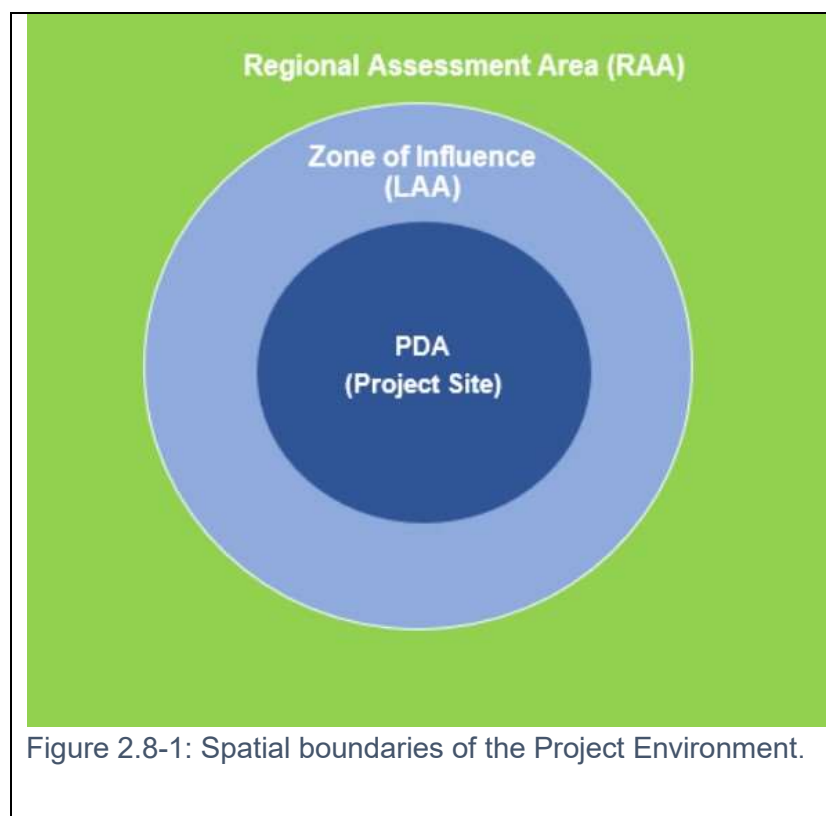 Regional Assessment Area (RAA)
Zone of Influence
(LAA)
PDA
(Project Site)
Figure 2.8-1: Spatial boundaries of the Project Environment.